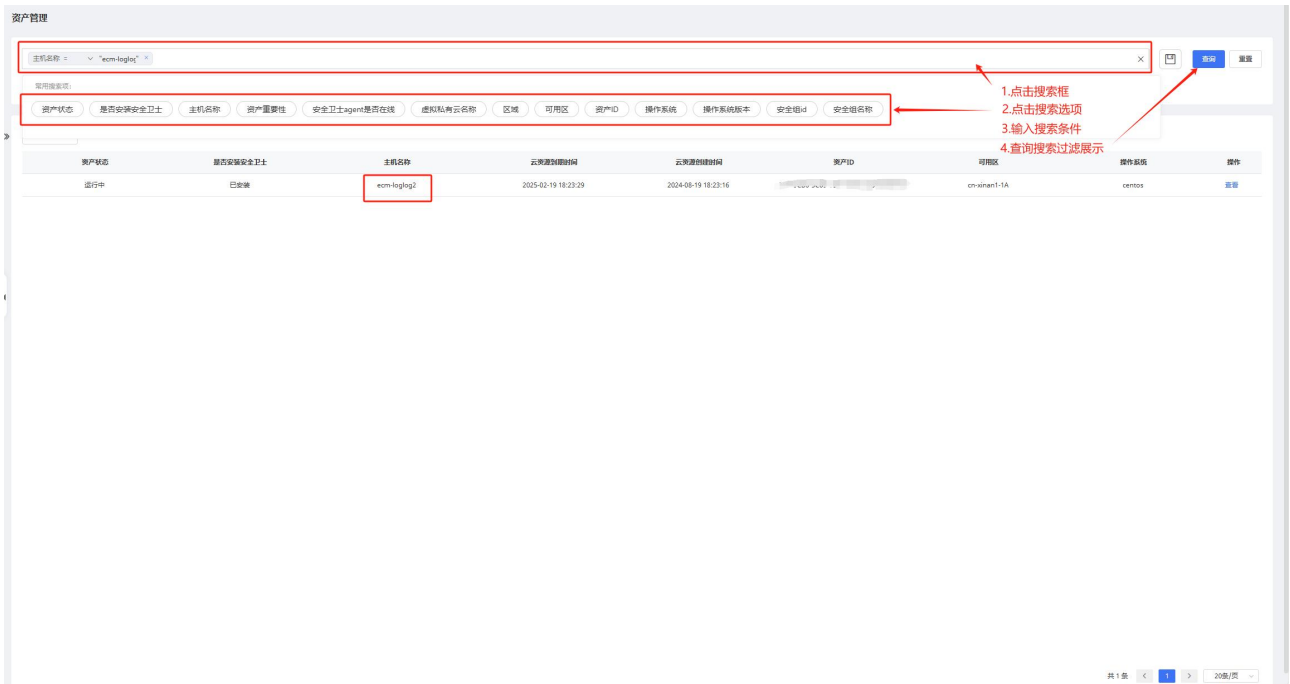 资产管理
主机名称 = "ecm-loglog" ×
查询 重置
常用搜索项:
资产状态 是否安装安全卫士 主机名称 资产重要性 安全卫士agent是否在线 虚拟私有云名称 区域 可用区 资产ID 操作系统 操作系统版本 安全组id 安全组名称
1.点击搜索框
2.点击搜索选项
3.输入搜索条件
4.查询搜索过滤展示
资产状态 是否安装安全卫士 主机名称 云资源到期时间 云资源创建时间 资产ID 可用区 操作系统 操作
运行中 已安装 ecm-loglog2 2025-02-19 18:23:29 2024-08-19 18:23:16 cn-xinan1-1A centos 查看
共1条 < 1 > 20条/页